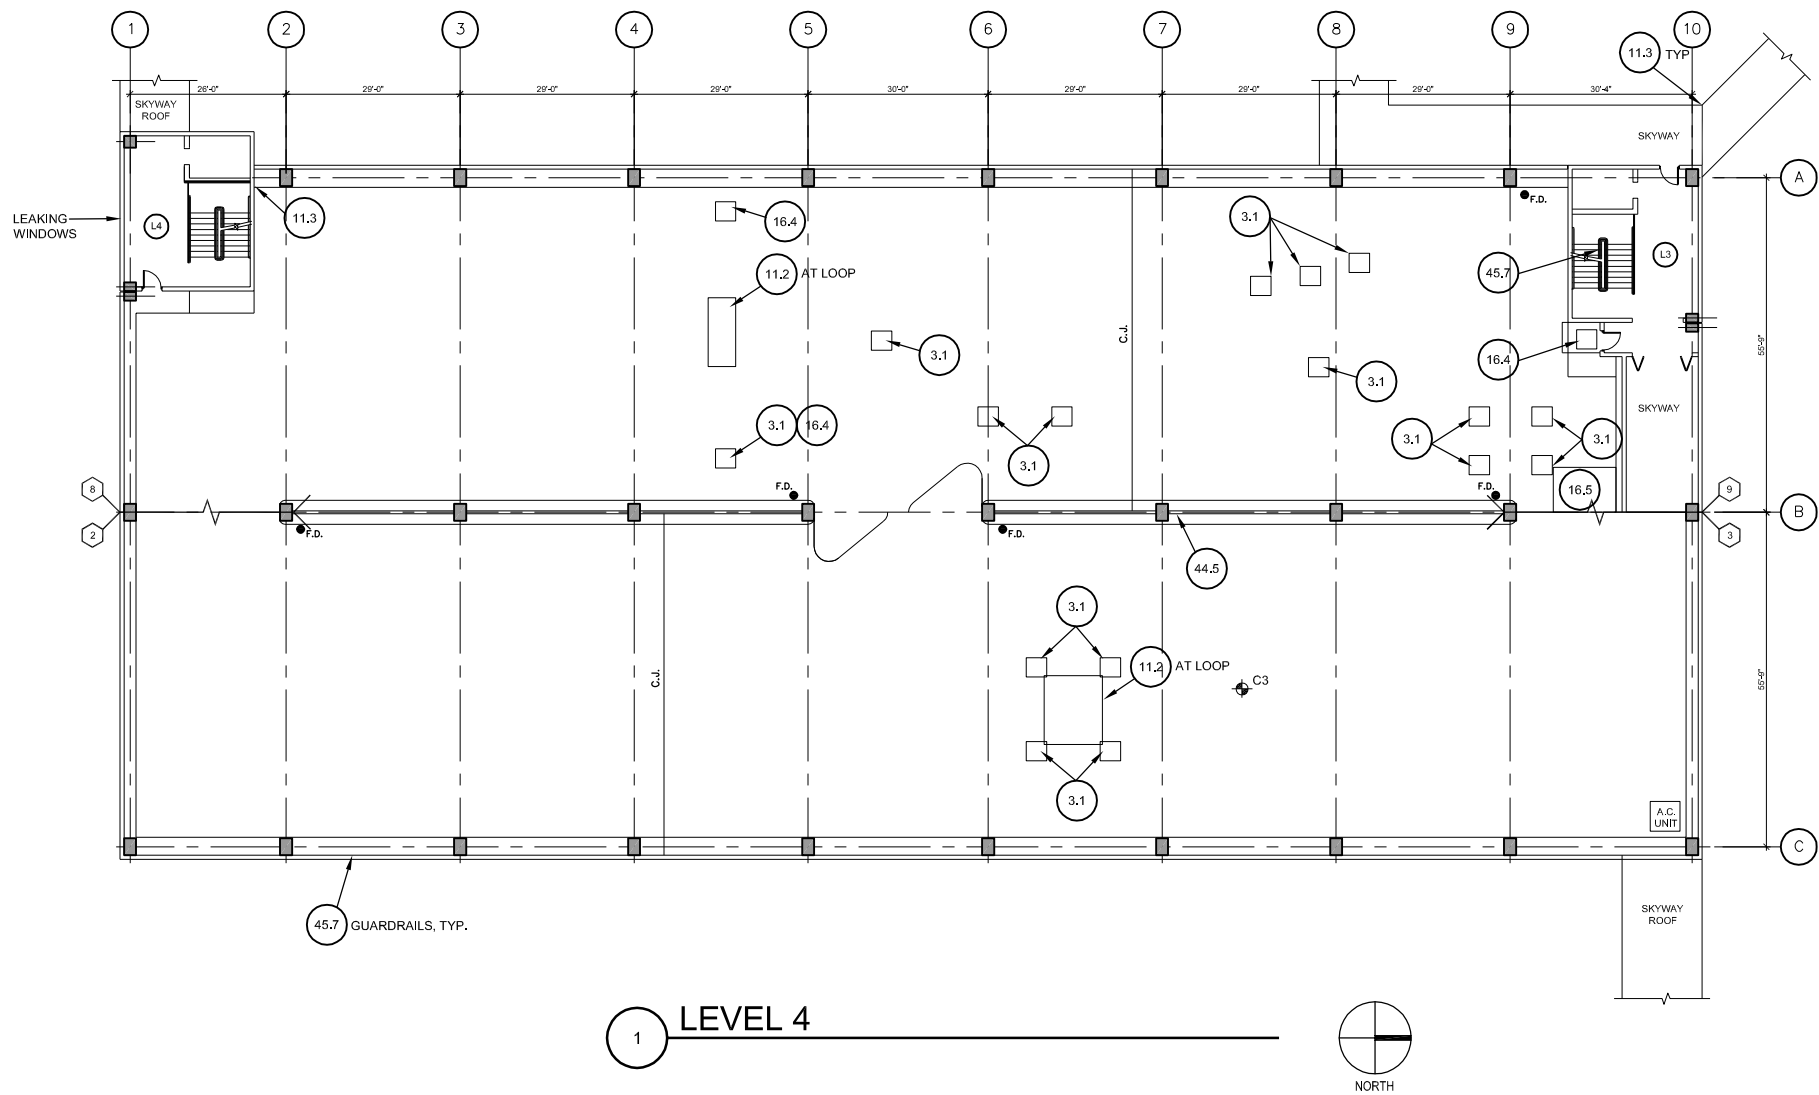 1 2 3 4 5 6 7 8 9 10
11.3 TYP
26'-0" 29'-0" 29'-0" 29'-0" 30'-0" 29'-0" 29'-0" 29'-0" 30'-4"
SKYWAY
ROOF
SKYWAY
A
LEAKING
WINDOWS
L4
11.3
16.4
3.1
F.D.
45.7
L3
11.2 AT LOOP
3.1
C.J.
3.1
16.4
55'-9"
SKYWAY
3.1 16.4
3.1
3.1
3.1
F.D.
F.D.
16.5
8
9
B
2
3
F.D.
F.D.
44.5
3.1
C.J.
11.2 AT LOOP
C3
55'-9"
3.1
A.C.
UNIT
C
45.7 GUARDRAILS, TYP.
SKYWAY
ROOF
1 LEVEL 4
NORTH